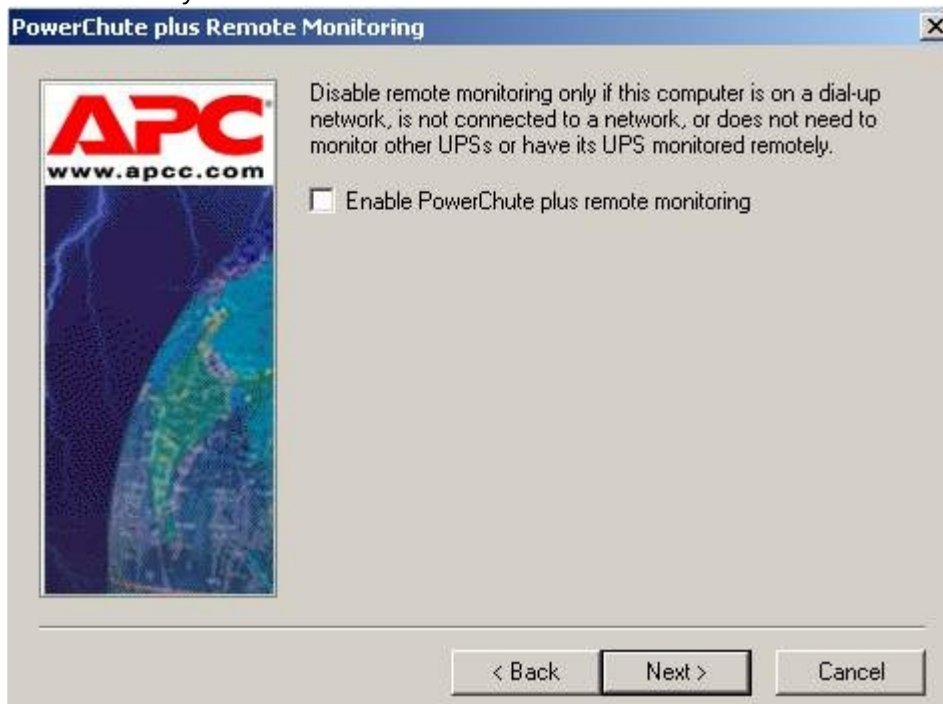 PowerChute plus Remote Monitoring
APC
www.apcc.com
Disable remote monitoring only if this computer is on a dial-up
network, is not connected to a network, or does not need to
monitor other UPSs or have its UPS monitored remotely.
Enable PowerChute plus remote monitoring
< Back
Next >
Cancel